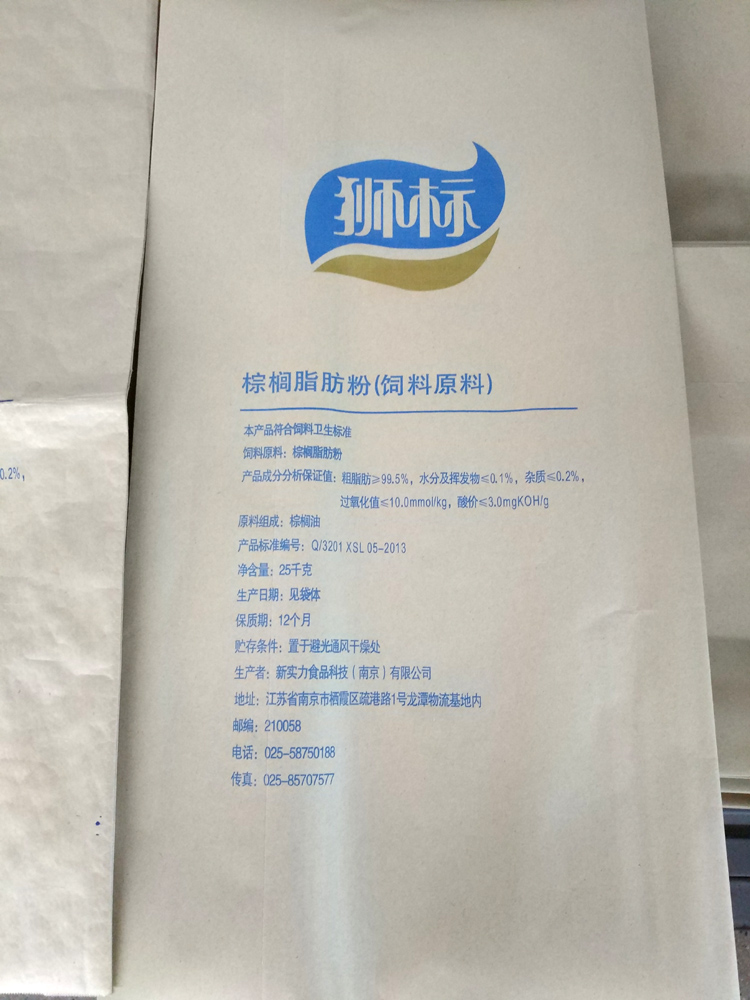 狮标
棕榈脂肪粉(饲料原料)
本产品符合饲料卫生标准
饲料原料：棕榈脂肪粉
产品成分分析保证值：粗脂肪≥99.5%，水分及挥发物≤0.1%，杂质≤0.2%，
过氧化值≤10.0mmol/kg，酸价≤3.0mgKOH/g
原料组成：棕榈油
产品标准编号：Q/3201 XSL 05-2013
净含量：25千克
生产日期：见袋体
保质期：12个月
贮存条件：置于避光通风干燥处
生产者：新实力食品科技（南京）有限公司
地址：江苏省南京市栖霞区疏港路1号龙潭物流基地内
邮编：210058
电话：025-58750188
传真：025-85707577
0.2%，